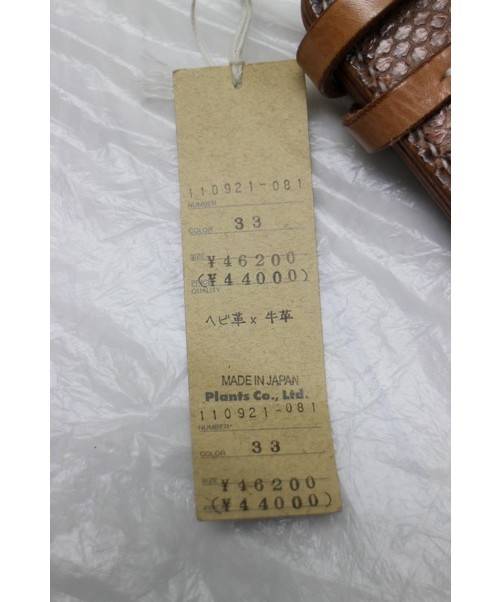 110921-081
NUMBER
COLOR 33
SIZE ¥46200
PRICE (¥44000)
QUALITY
ヘビ革 x 牛革
MADE IN JAPAN
Plants Co., Ltd.
110921-081
NUMBER
COLOR 33
SIZE ¥46200
(¥44000)